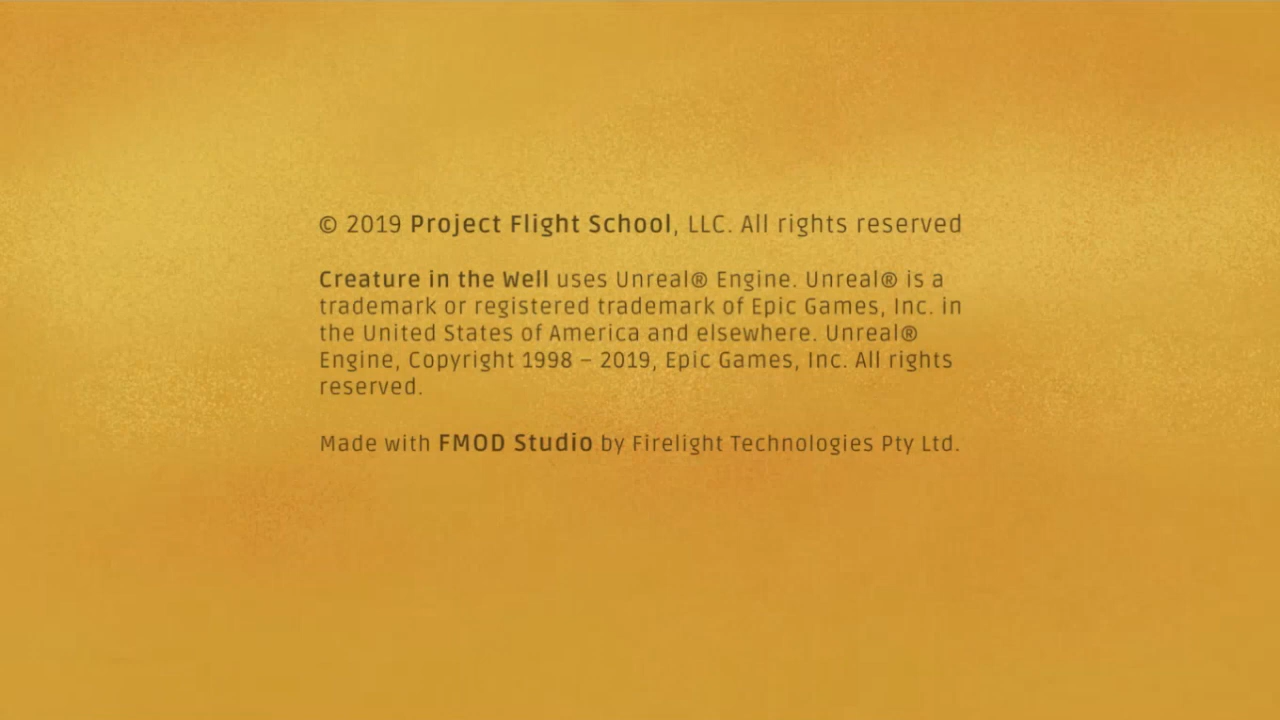 © 2019 Project Flight School, LLC. All rights reserved
Creature in the Well uses Unreal® Engine. Unreal® is a
trademark or registered trademark of Epic Games, Inc. in
the United States of America and elsewhere. Unreal®
Engine, Copyright 1998 – 2019, Epic Games, Inc. All rights
reserved.
Made with FMOD Studio by Firelight Technologies Pty Ltd.